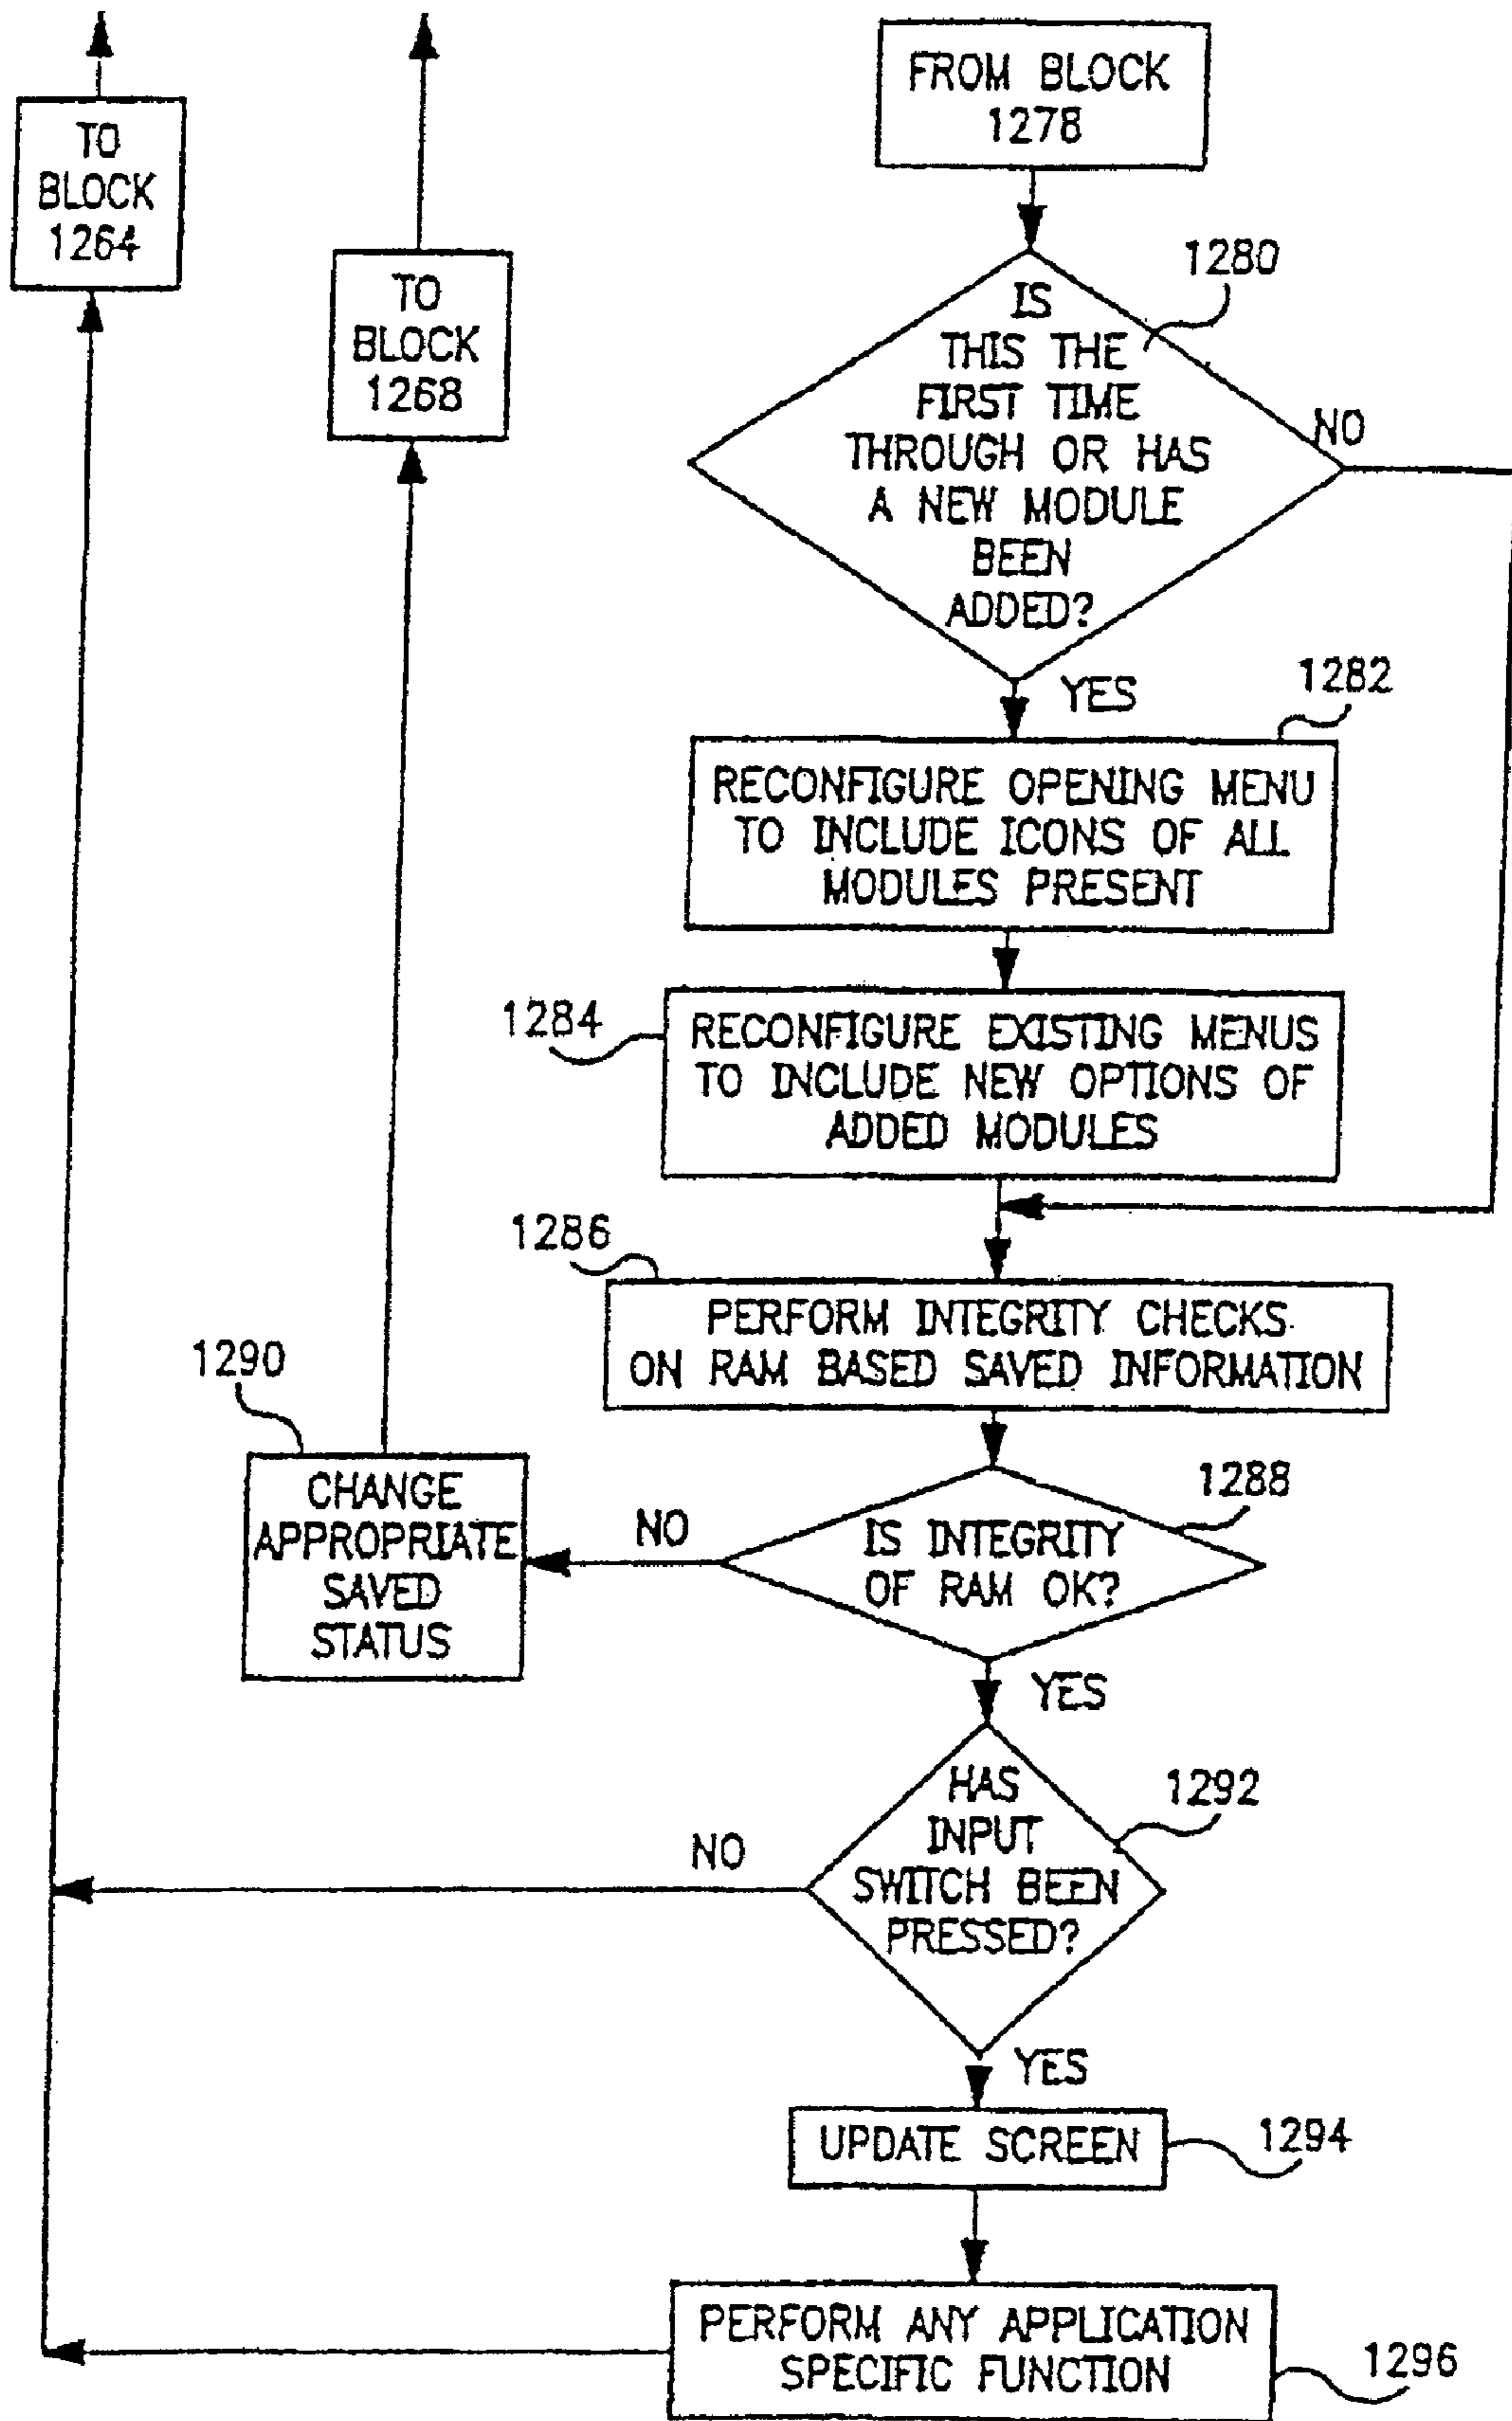 FROM BLOCK
1278
TO
BLOCK
1264
TO
BLOCK
1268
1280
IS
THIS THE
FIRST TIME
THROUGH OR HAS
A NEW MODULE
BEEN
ADDED?
NO
YES
1282
RECONFIGURE OPENING MENU
TO INCLUDE ICONS OF ALL
MODULES PRESENT
1284
RECONFIGURE EXISTING MENUS
TO INCLUDE NEW OPTIONS OF
ADDED MODULES
1286
PERFORM INTEGRITY CHECKS
ON RAM BASED SAVED INFORMATION
1290
CHANGE
APPROPRIATE
SAVED
STATUS
NO
1288
IS INTEGRITY
OF RAM OK?
YES
1292
HAS
INPUT
SWITCH BEEN
PRESSED?
NO
YES
UPDATE SCREEN
1294
PERFORM ANY APPLICATION
SPECIFIC FUNCTION
1296